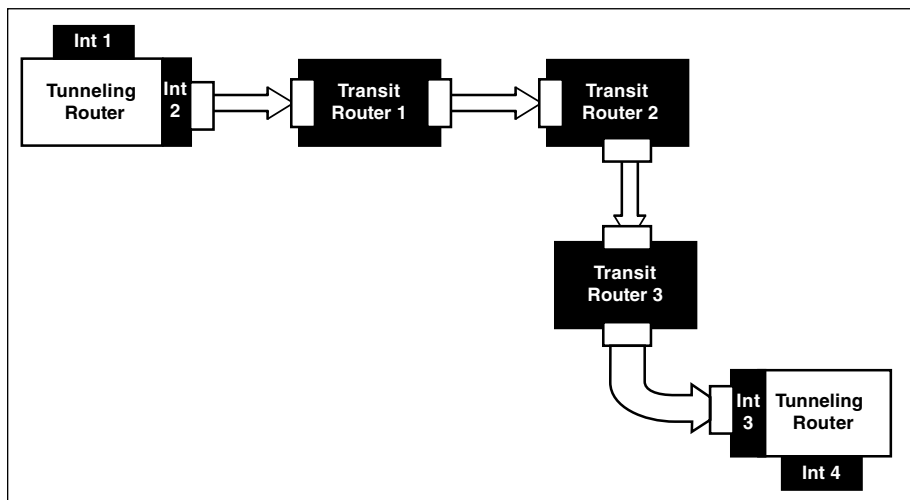 Int 1
Tunneling
Router
Int
2
Transit
Router 1
Transit
Router 2
Transit
Router 3
Int
3
Tunneling
Router
Int 4